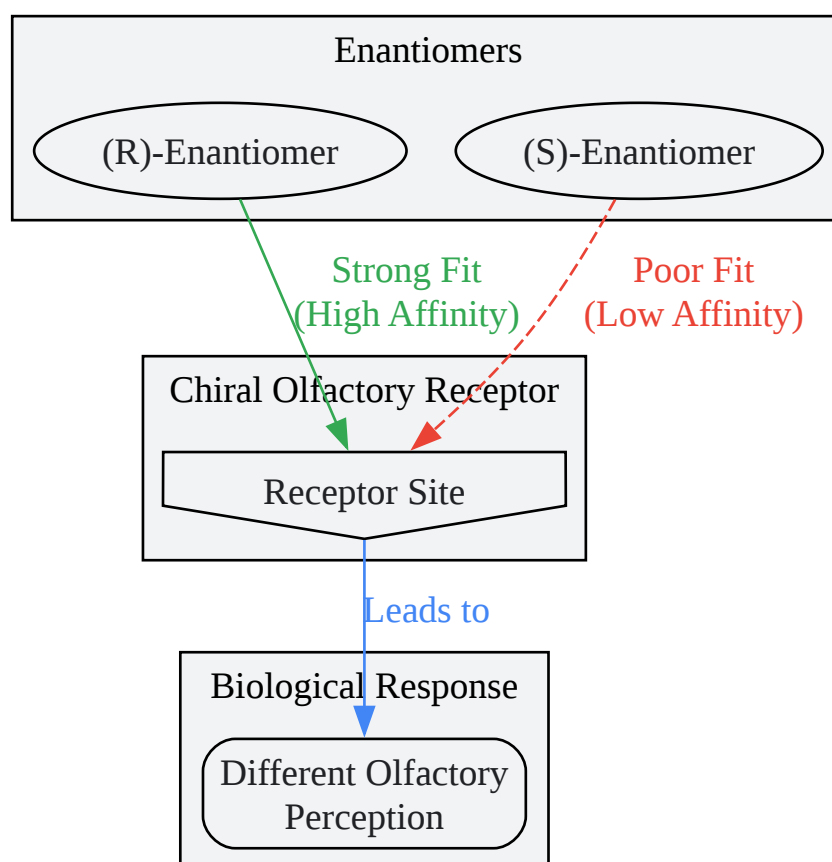 Enantiomers
(R)-Enantiomer
(S)-Enantiomer
Strong Fit
(High Affinity)
Poor Fit
(Low Affinity)
Chiral Olfactory Receptor
Receptor Site
Leads to
Biological Response
Different Olfactory
Perception